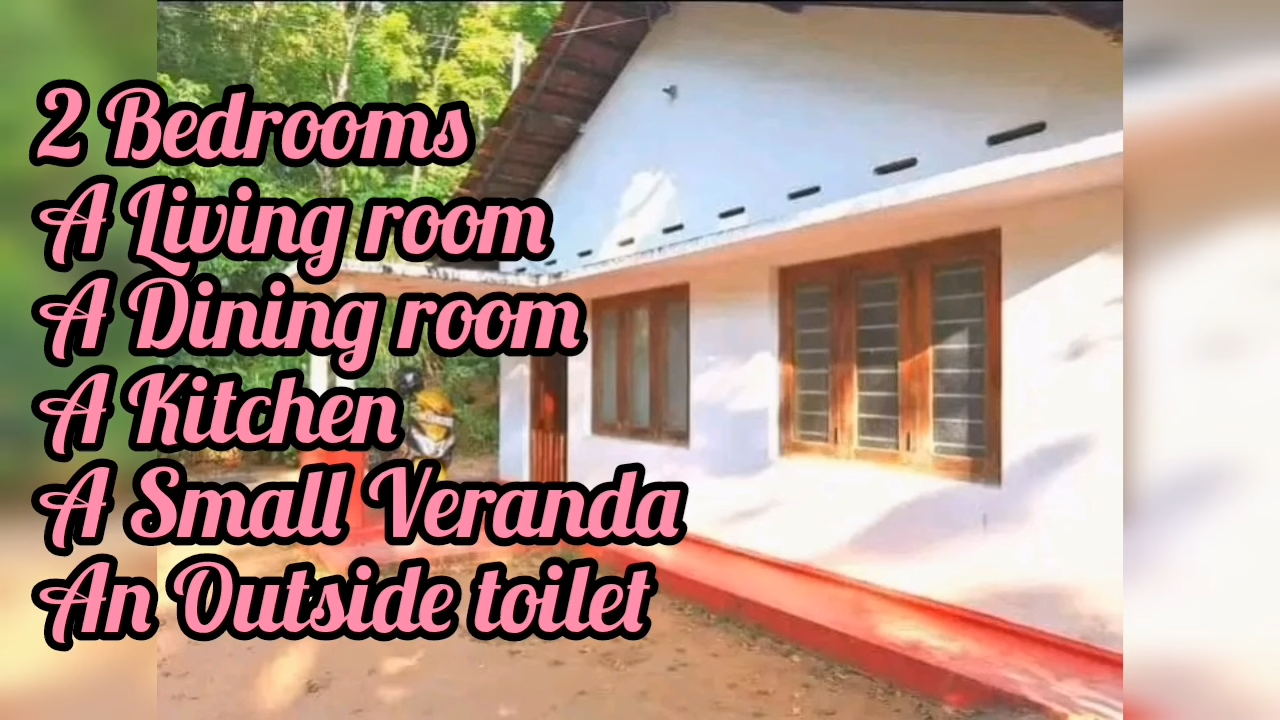 2 Bedrooms
A Living room
A Dining room
A Kitchen
A Small Veranda
An Outside toilet